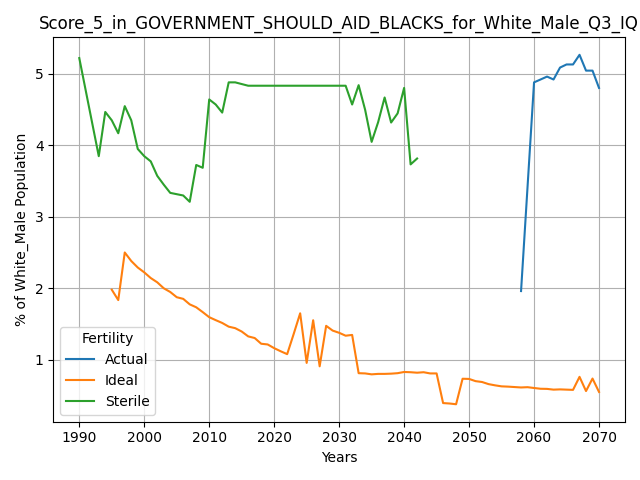 Score_5_in_GOVERNMENT_SHOULD_AID_BLACKS_for_White_Male_Q3_IQ
% of White_Male Population
5
4
3
2
1
Fertility
Actual
Ideal
Sterile
1990 2000 2010 2020 2030 2040 2050 2060 2070
Years